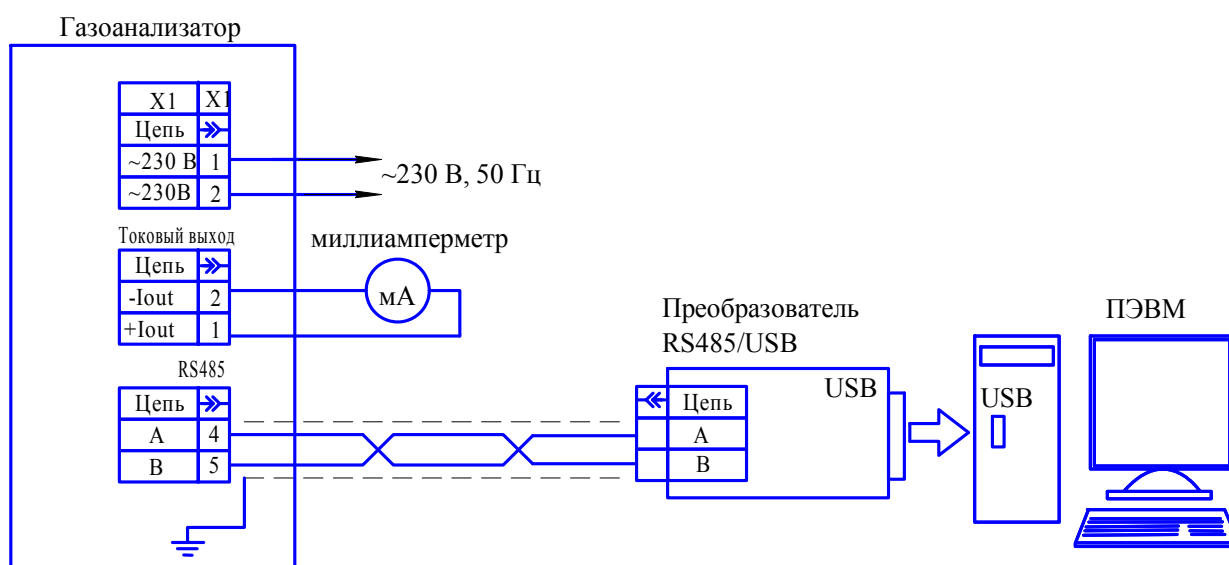 Газоанализатор
X1 X1
Цепь
~230 В 1
~230В 2
~230 В, 50 Гц
Токовый выход
Цепь
-Iout 2
+Iout 1
миллиамперметр
мА
RS485
Цепь
A 4
B 5
Преобразователь
RS485/USB
USB
Цепь
A
B
ПЭВМ
USB